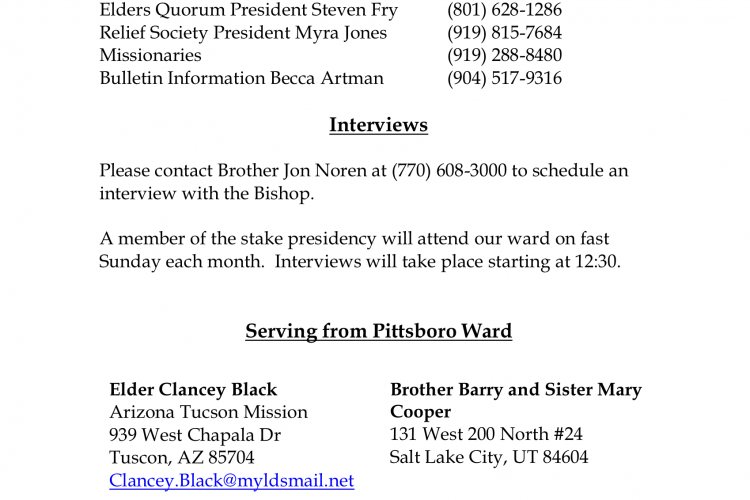 Elders Quorum President Steven Fry (801) 628-1286
Relief Society President Myra Jones (919) 815-7684
Missionaries (919) 288-8480
Bulletin Information Becca Artman (904) 517-9316
Interviews
Please contact Brother Jon Noren at (770) 608-3000 to schedule an
interview with the Bishop.
A member of the stake presidency will attend our ward on fast
Sunday each month.  Interviews will take place starting at 12:30.
Serving from Pittsboro Ward
Elder Clancey Black
Arizona Tucson Mission
939 West Chapala Dr
Tuscon, AZ 85704
Clancey.Black@myldsmail.net
Brother Barry and Sister Mary
Cooper
131 West 200 North #24
Salt Lake City, UT 84604